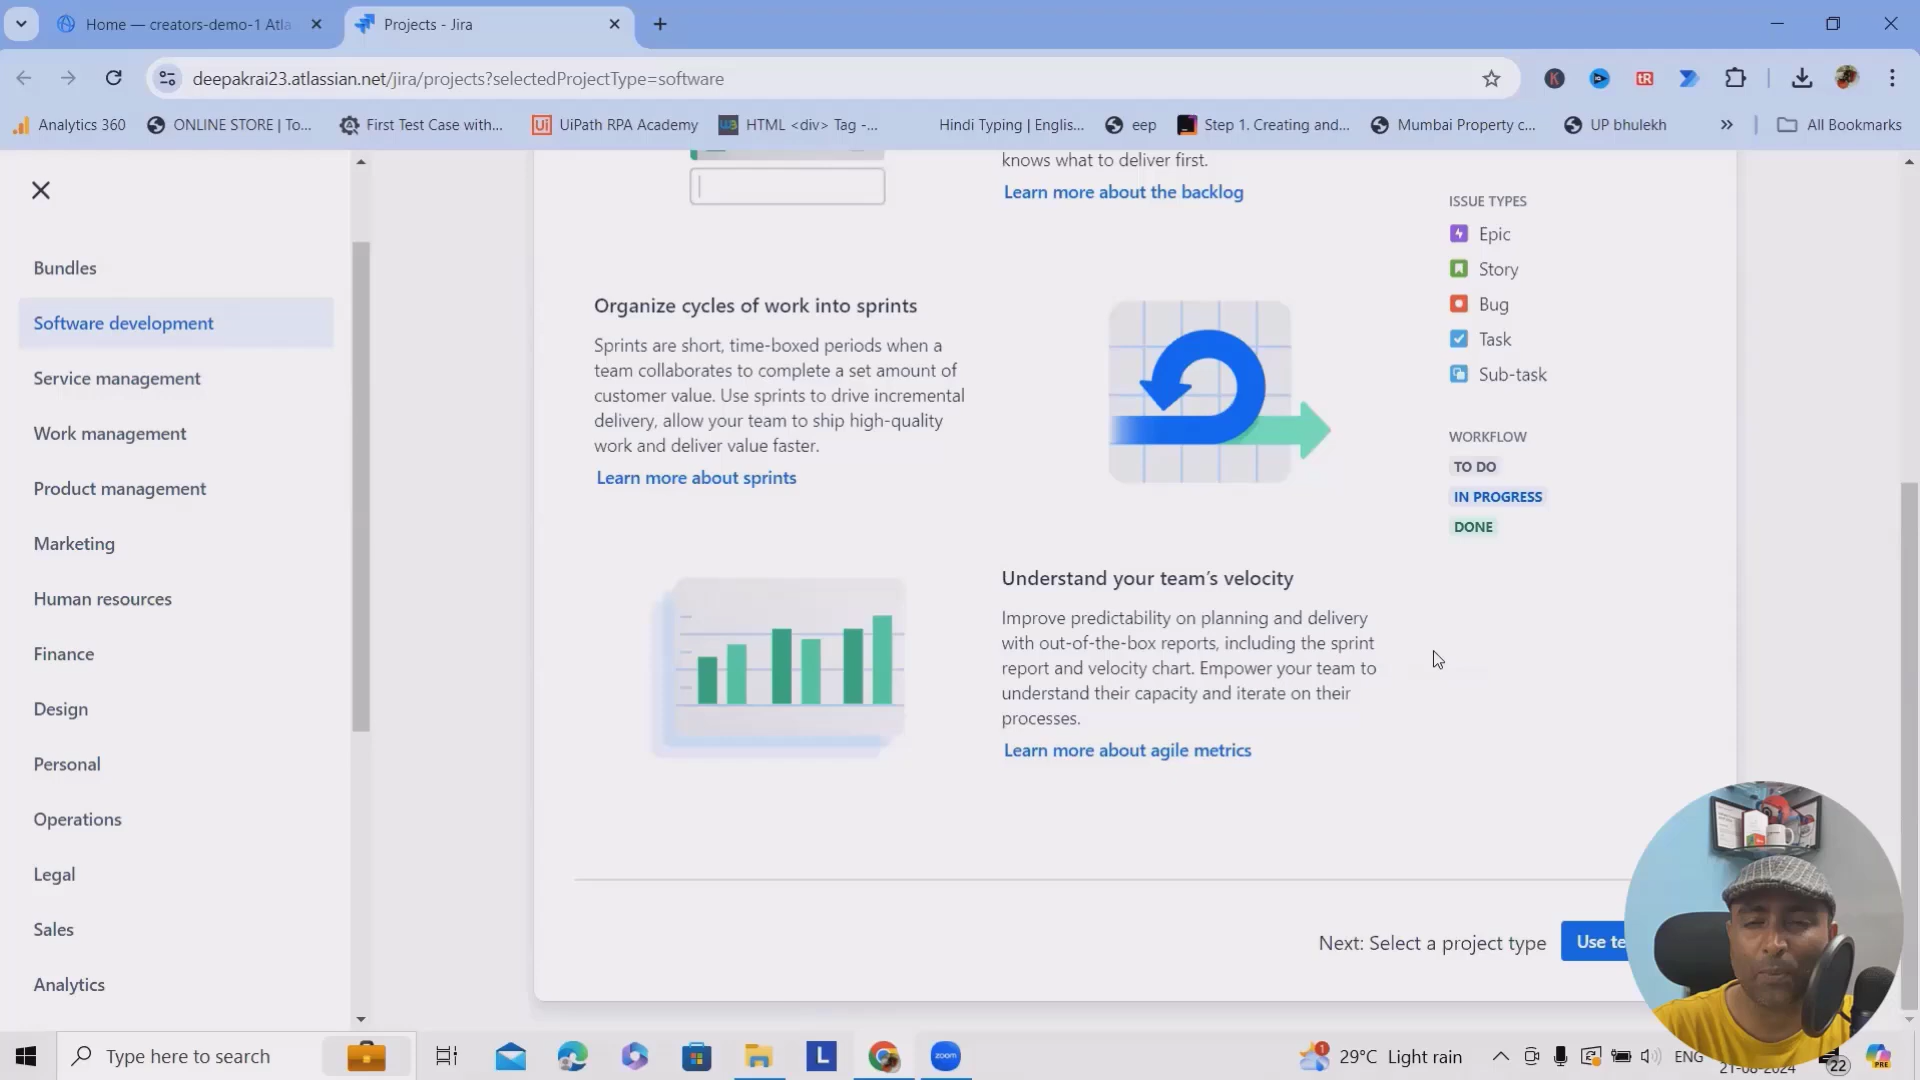 Home — creators-demo-1 Atla
Projects - Jira
deepakrai23.atlassian.net/jira/projects?selectedProjectType=software
Analytics 360
ONLINE STORE | To...
First Test Case with...
Ui
UiPath RPA Academy
HTML <div> Tag -...
Hindi Typing | Englis...
eep
Step 1. Creating and...
Mumbai Property c...
UP bhulekh
All Bookmarks
Bundles
Software development
Service management
Work management
Product management
Marketing
Human resources
Finance
Design
Personal
Operations
Legal
Sales
Analytics
knows what to deliver first.
Learn more about the backlog
Organize cycles of work into sprints
Sprints are short, time-boxed periods when a
team collaborates to complete a set amount of
customer value. Use sprints to drive incremental
delivery, allow your team to ship high-quality
work and deliver value faster.
Learn more about sprints
Understand your team's velocity
Improve predictability on planning and delivery
with out-of-the-box reports, including the sprint
report and velocity chart. Empower your team to
understand their capacity and iterate on their
processes.
Learn more about agile metrics
ISSUE TYPES
Epic
Story
Bug
Task
Sub-task
WORKFLOW
TO DO
IN PROGRESS
DONE
Next: Select a project type
Use te
Type here to search
L
zoom
1
29°C Light rain
ENG
21-08-2024
22
PRE